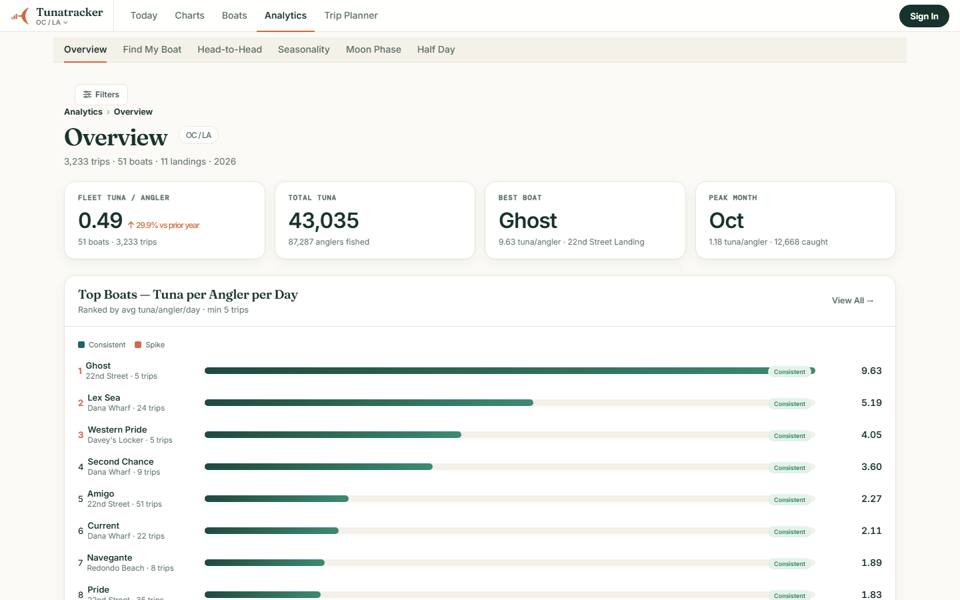 Tunatracker
OC / LA
Today Charts Boats Analytics Trip Planner
Sign In
Overview Find My Boat Head-to-Head Seasonality Moon Phase Half Day
Filters
Analytics › Overview
Overview OC / LA
3,233 trips · 51 boats · 11 landings · 2026
FLEET TUNA / ANGLER
0.49 ↑ 29.9% vs prior year
51 boats · 3,233 trips
TOTAL TUNA
43,035
87,287 anglers fished
BEST BOAT
Ghost
9.63 tuna/angler · 22nd Street Landing
PEAK MONTH
Oct
1.18 tuna/angler · 12,668 caught
Top Boats — Tuna per Angler per Day
Ranked by avg tuna/angler/day · min 5 trips
View All →
Consistent Spike
1 Ghost
22nd Street · 5 trips
Consistent 9.63
2 Lex Sea
Dana Wharf · 24 trips
Consistent 5.19
3 Western Pride
Davey's Locker · 5 trips
Consistent 4.05
4 Second Chance
Dana Wharf · 9 trips
Consistent 3.60
5 Amigo
22nd Street · 51 trips
Consistent 2.27
6 Current
Dana Wharf · 22 trips
Consistent 2.11
7 Navegante
Redondo Beach · 8 trips
Consistent 1.89
8 Pride
22nd Street · 35 trips
Consistent 1.83